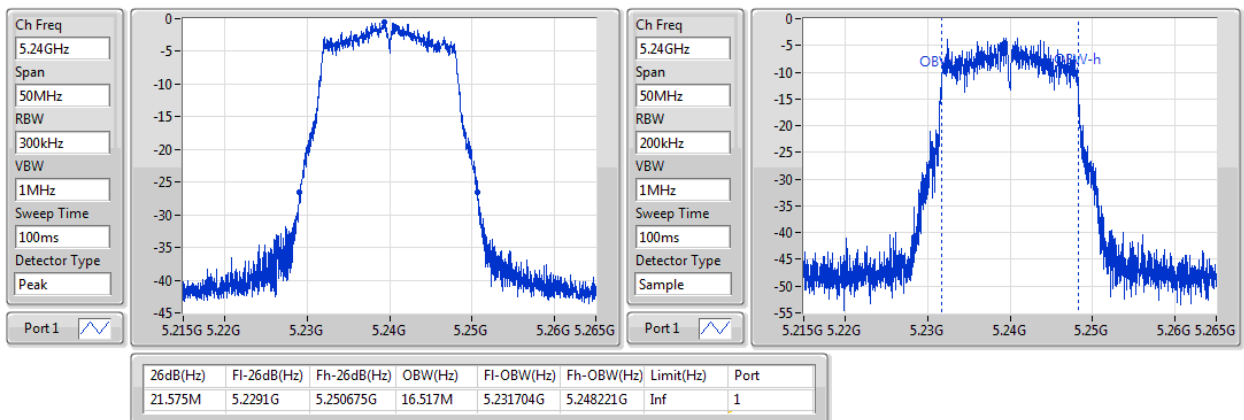 Ch Freq
5.24GHz
Span
50MHz
RBW
300kHz
VBW
1MHz
Sweep Time
100ms
Detector Type
Peak
Port 1
0
-5
-10
-15
-20
-25
-30
-35
-40
-45
5.215G 5.22G 5.23G 5.24G 5.25G 5.26G 5.265G
Ch Freq
5.24GHz
Span
50MHz
RBW
200kHz
VBW
1MHz
Sweep Time
100ms
Detector Type
Sample
Port 1
0
-5
-10
-15
-20
-25
-30
-35
-40
-45
-50
-55
OBW-h
5.215G 5.22G 5.23G 5.24G 5.25G 5.26G 5.265G
26dB(Hz) Fl-26dB(Hz) Fh-26dB(Hz) OBW(Hz) Fl-OBW(Hz) Fh-OBW(Hz) Limit(Hz) Port
21.575M 5.2291G 5.250675G 16.517M 5.231704G 5.248221G Inf 1